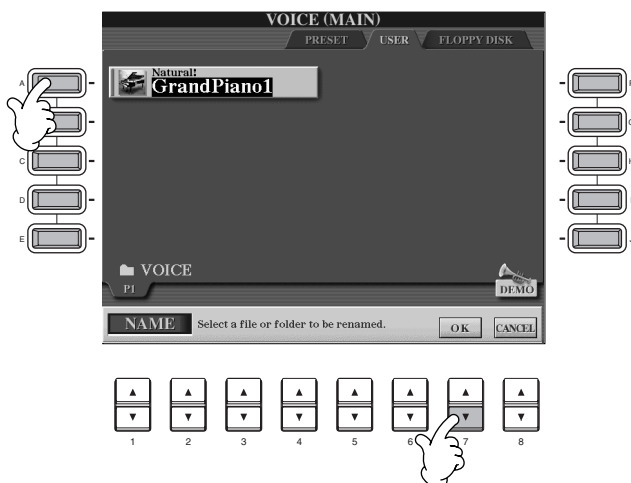 VOICE (MAIN)
PRESET USER FLOPPY DISK
Natural!
GrandPiano1
A
C
D
E
VOICE
P1
DEMO
NAME Select a file or folder to be renamed. OK CANCEL
1 2 3 4 5 6 7 8